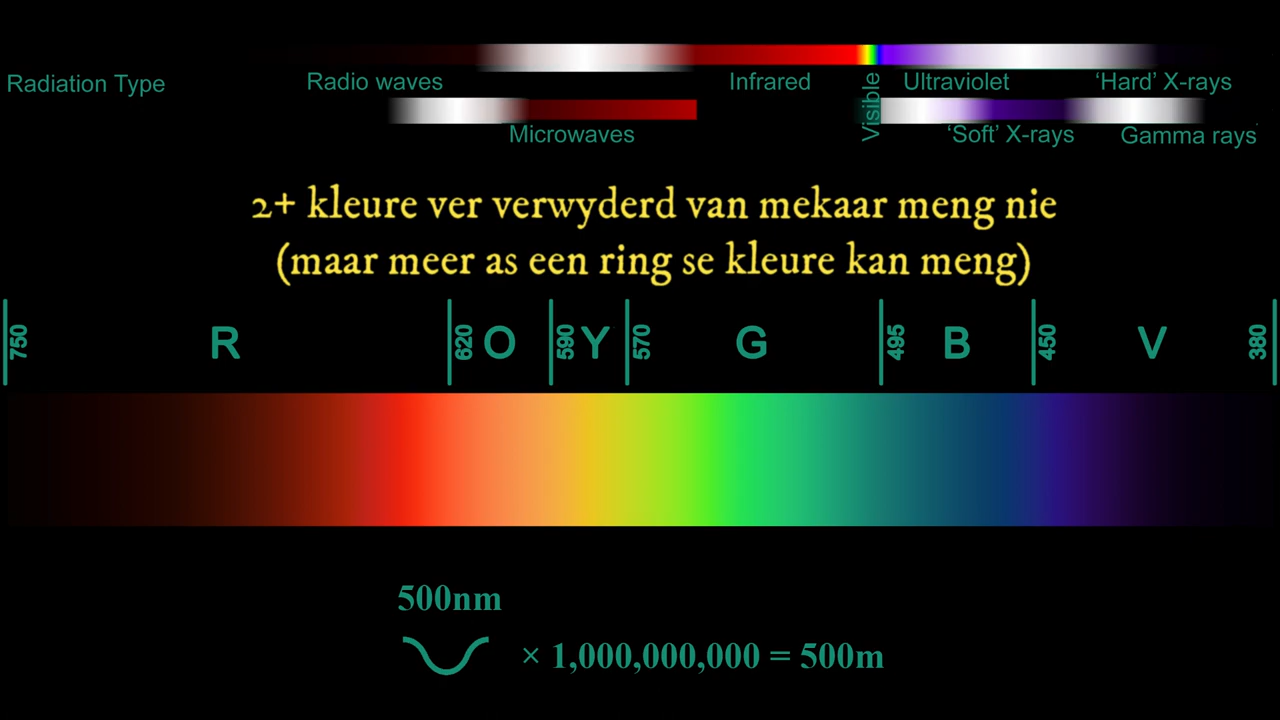 Radiation Type
Radio waves
Infrared
Visible
Ultraviolet
‘Hard’ X-rays
Microwaves
‘Soft’ X-rays
Gamma rays
2+ kleure ver verwyderd van mekaar meng nie
(maar meer as een ring se kleure kan meng)
750 R 620 O 590 Y 570 G 495 B 450 V 380
500nm
× 1,000,000,000 = 500m